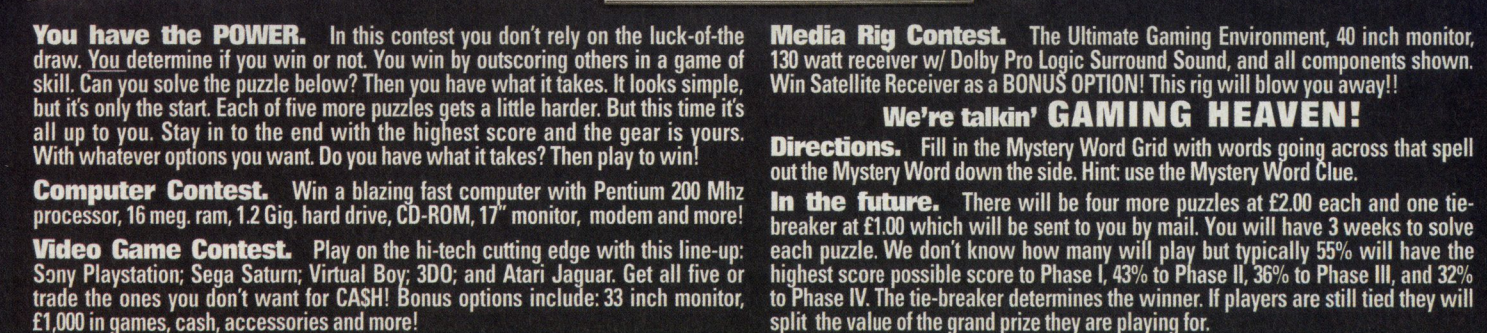 You have the POWER. In this contest you don't rely on the luck-of-the
draw. You determine if you win or not. You win by outscoring others in a game of
skill. Can you solve the puzzle below? Then you have what it takes. It looks simple,
but it's only the start. Each of five more puzzles gets a little harder. But this time it's
all up to you. Stay in to the end with the highest score and the gear is yours.
With whatever options you want. Do you have what it takes? Then play to win!
Computer Contest. Win a blazing fast computer with Pentium 200 Mhz
processor, 16 meg. ram, 1.2 Gig. hard drive, CD-ROM, 17" monitor, modem and more!
Video Game Contest. Play on the hi-tech cutting edge with this line-up:
Sony Playstation; Sega Saturn; Virtual Boy; 3DO; and Atari Jaguar. Get all five or
trade the ones you don't want for CA$H! Bonus options include: 33 inch monitor,
£1,000 in games, cash, accessories and more!
Media Rig Contest. The Ultimate Gaming Environment, 40 inch monitor,
130 watt receiver w/ Dolby Pro Logic Surround Sound, and all components shown.
Win Satellite Receiver as a BONUS OPTION! This rig will blow you away!!
We're talkin' GAMING HEAVEN!
Directions. Fill in the Mystery Word Grid with words going across that spell
out the Mystery Word down the side. Hint: use the Mystery Word Clue.
In the future. There will be four more puzzles at £2.00 each and one tie-
breaker at £1.00 which will be sent to you by mail. You will have 3 weeks to solve
each puzzle. We don't know how many will play but typically 55% will have the
highest score possible score to Phase I, 43% to Phase II, 36% to Phase III, and 32%
to Phase IV. The tie-breaker determines the winner. If players are still tied they will
split the value of the grand prize they are playing for.